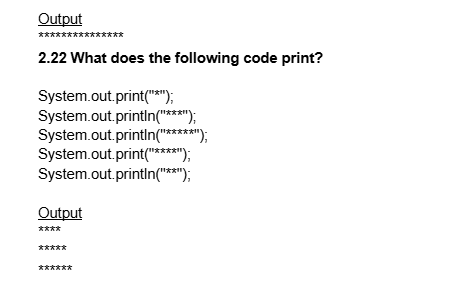 Output
***************
2.22 What does the following code print?
System.out.print("*");
System.out.println("***");
System.out.println("*****");
System.out.print("****");
System.out.println("**");
Output
****
*****
******